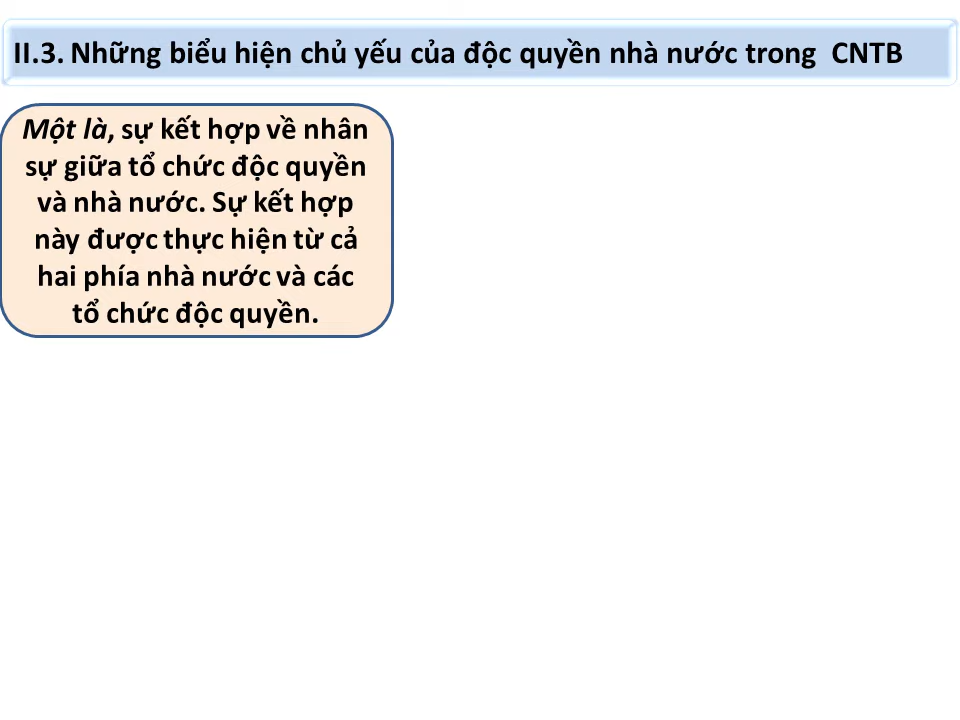 II.3. Những biểu hiện chủ yếu của độc quyền nhà nước trong CNTB
Một là, sự kết hợp về nhân
sự giữa tổ chức độc quyền
và nhà nước. Sự kết hợp
này được thực hiện từ cả
hai phía nhà nước và các
tổ chức độc quyền.